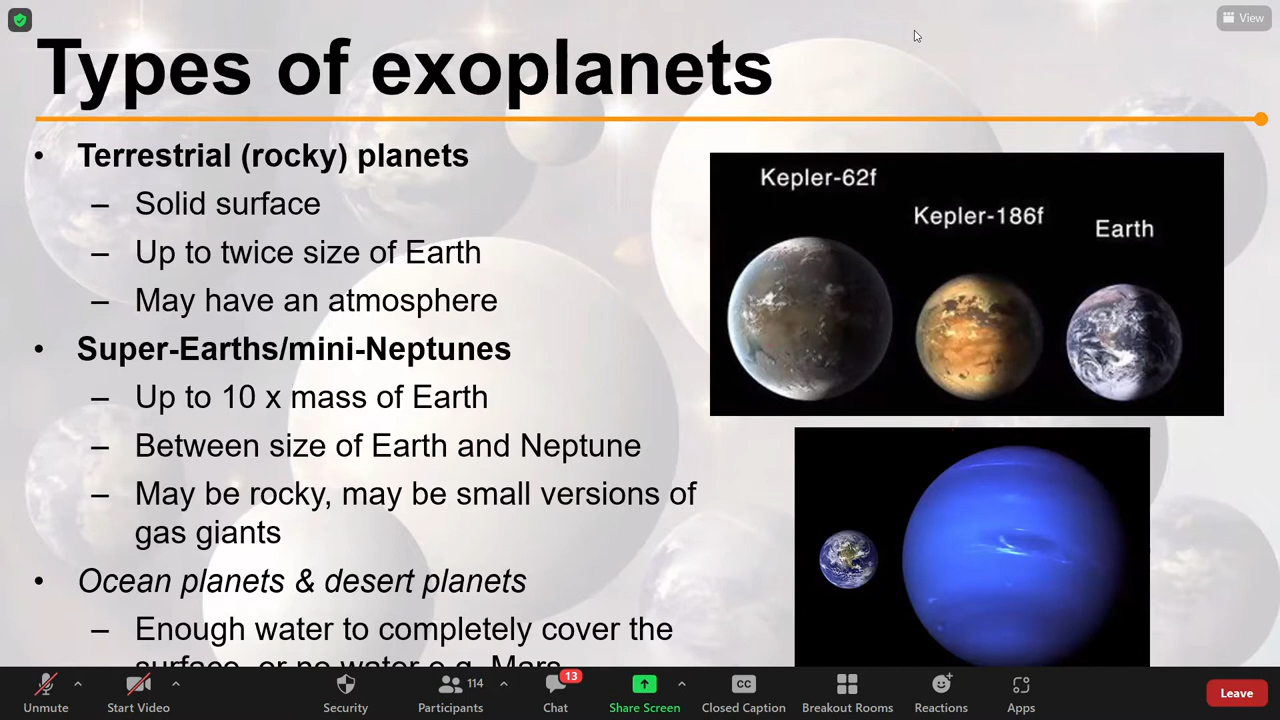 View
Types of exoplanets
• Terrestrial (rocky) planets
– Solid surface
– Up to twice size of Earth
– May have an atmosphere
• Super-Earths/mini-Neptunes
– Up to 10 x mass of Earth
– Between size of Earth and Neptune
– May be rocky, may be small versions of
gas giants
• Ocean planets & desert planets
– Enough water to completely cover the
surface, or no water e.g. Mars
Kepler-62f
Kepler-186f
Earth
Unmute
Start Video
Security
Participants 114
Chat 13
Share Screen
CC
Closed Caption
Breakout Rooms
Reactions
Apps
Leave